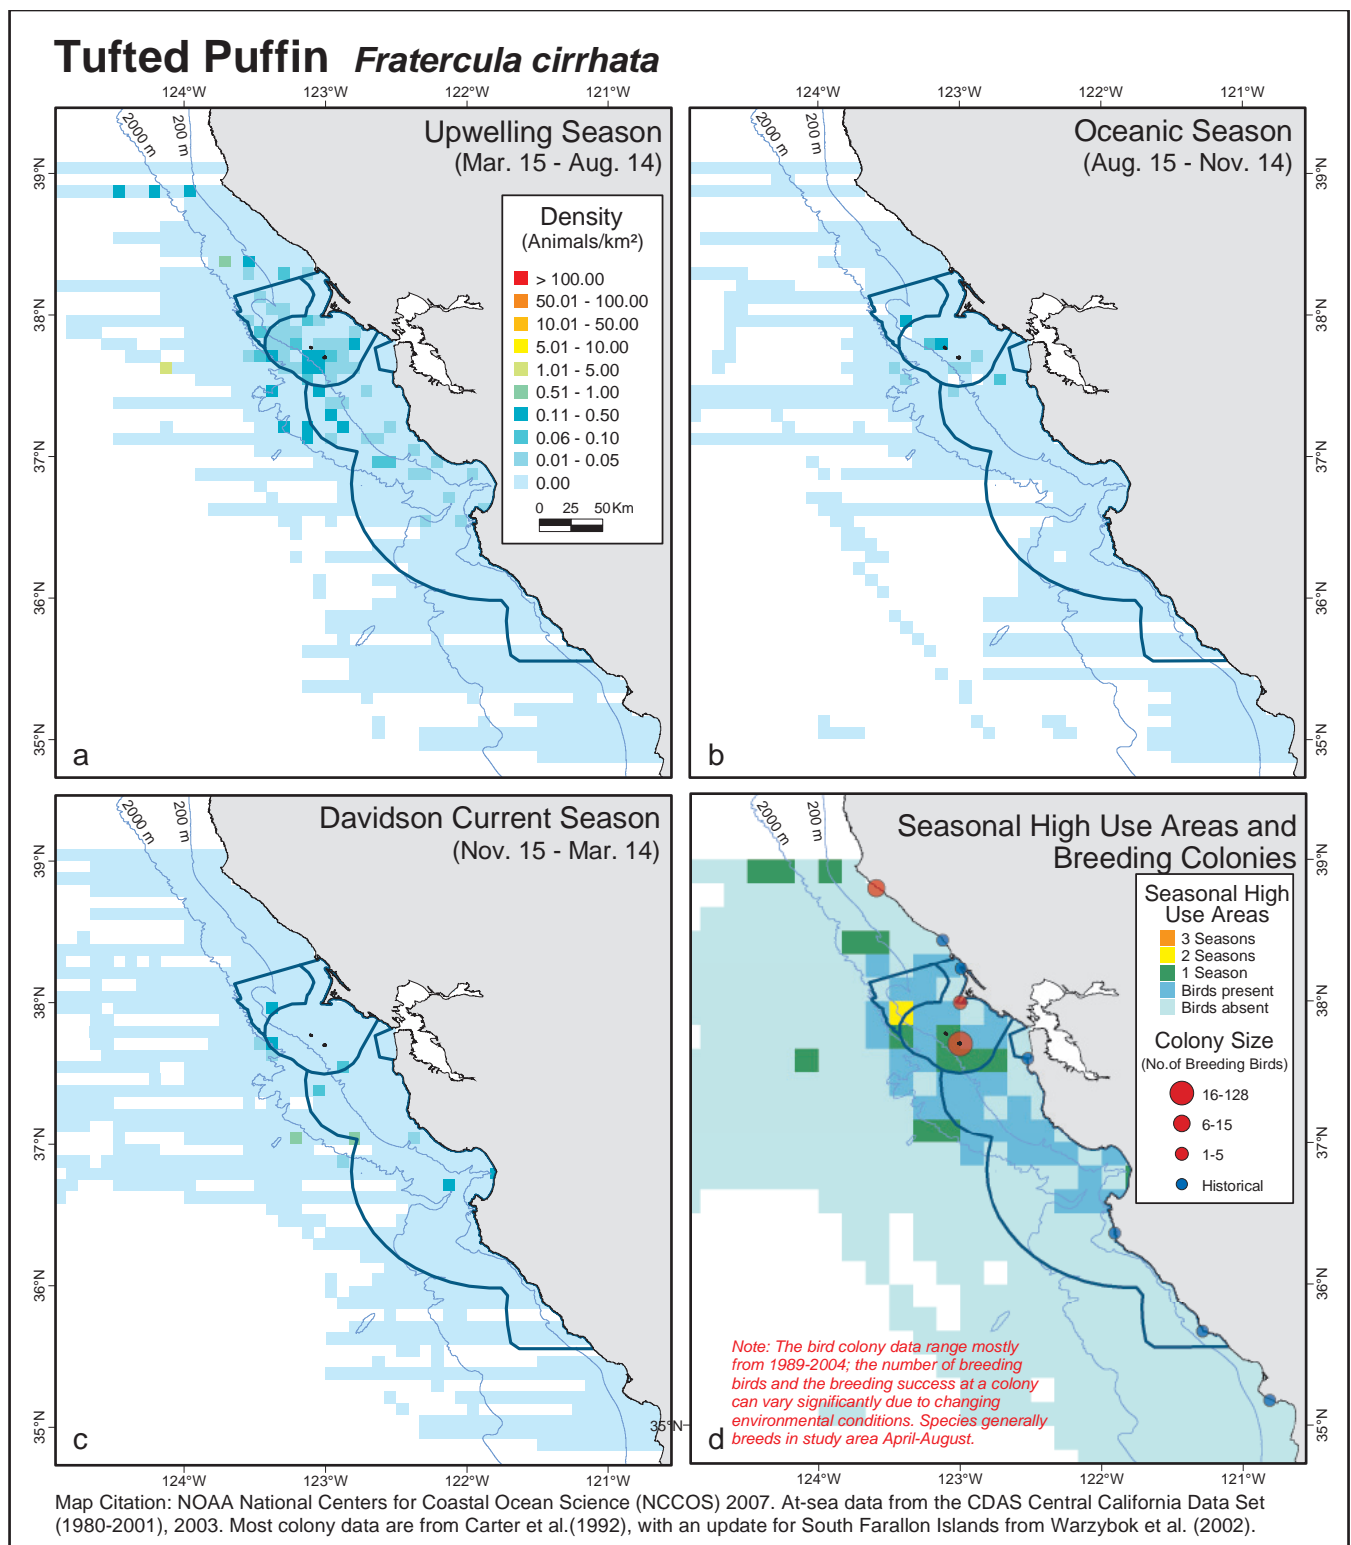 Tufted Puffin Fratercula cirrhata
124°W 123°W 122°W 121°W
124°W 123°W 122°W 121°W
2000 m
200 m
Upwelling Season
(Mar. 15 - Aug. 14)
39°N
38°N
37°N
36°N
35°N
Density
(Animals/km²)
> 100.00
50.01 - 100.00
10.01 - 50.00
5.01 - 10.00
1.01 - 5.00
0.51 - 1.00
0.11 - 0.50
0.06 - 0.10
0.01 - 0.05
0.00
0 25 50 Km
a
2000 m
200 m
Oceanic Season
(Aug. 15 - Nov. 14)
39°N
38°N
37°N
36°N
35°N
b
2000 m
200 m
Davidson Current Season
(Nov. 15 - Mar. 14)
39°N
38°N
37°N
36°N
35°N
c
2000 m
200 m
Seasonal High Use Areas and
Breeding Colonies
39°N
38°N
37°N
36°N
35°N
35°N
Seasonal High
Use Areas
3 Seasons
2 Seasons
1 Season
Birds present
Birds absent
Colony Size
(No.of Breeding Birds)
16-128
6-15
1-5
Historical
Note: The bird colony data range mostly
from 1989-2004; the number of breeding
birds and the breeding success at a colony
can vary significantly due to changing
environmental conditions. Species generally
breeds in study area April-August.
d
124°W 123°W 122°W 121°W
124°W 123°W 122°W 121°W
Map Citation: NOAA National Centers for Coastal Ocean Science (NCCOS) 2007. At-sea data from the CDAS Central California Data Set
(1980-2001), 2003. Most colony data are from Carter et al.(1992), with an update for South Farallon Islands from Warzybok et al. (2002).